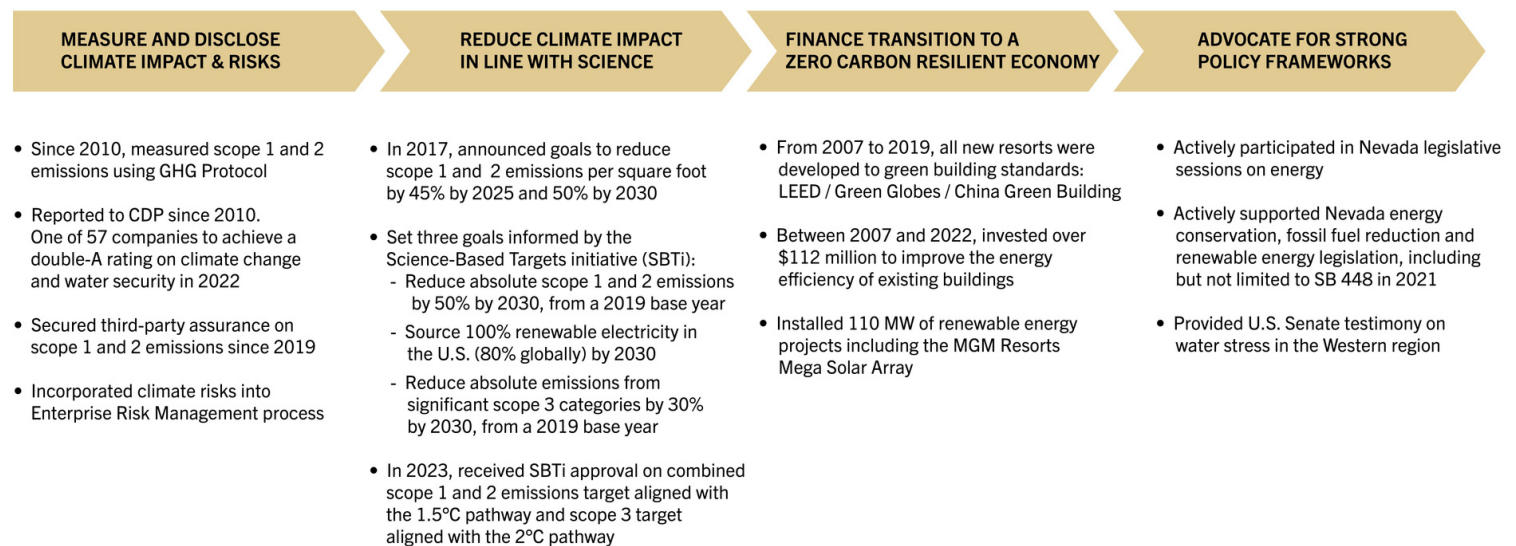 MEASURE AND DISCLOSE
CLIMATE IMPACT & RISKS
• Since 2010, measured scope 1 and 2
emissions using GHG Protocol
• Reported to CDP since 2010.
One of 57 companies to achieve a
double-A rating on climate change
and water security in 2022
• Secured third-party assurance on
scope 1 and 2 emissions since 2019
• Incorporated climate risks into
Enterprise Risk Management process
REDUCE CLIMATE IMPACT
IN LINE WITH SCIENCE
• In 2017, announced goals to reduce
scope 1 and 2 emissions per square foot
by 45% by 2025 and 50% by 2030
• Set three goals informed by the
Science-Based Targets initiative (SBTi):
- Reduce absolute scope 1 and 2 emissions
by 50% by 2030, from a 2019 base year
- Source 100% renewable electricity in
the U.S. (80% globally) by 2030
- Reduce absolute emissions from
significant scope 3 categories by 30%
by 2030, from a 2019 base year
• In 2023, received SBTi approval on combined
scope 1 and 2 emissions target aligned with
the 1.5°C pathway and scope 3 target
aligned with the 2°C pathway
FINANCE TRANSITION TO A
ZERO CARBON RESILIENT ECONOMY
• From 2007 to 2019, all new resorts were
developed to green building standards:
LEED / Green Globes / China Green Building
• Between 2007 and 2022, invested over
$112 million to improve the energy
efficiency of existing buildings
• Installed 110 MW of renewable energy
projects including the MGM Resorts
Mega Solar Array
ADVOCATE FOR STRONG
POLICY FRAMEWORKS
• Actively participated in Nevada legislative
sessions on energy
• Actively supported Nevada energy
conservation, fossil fuel reduction and
renewable energy legislation, including
but not limited to SB 448 in 2021
• Provided U.S. Senate testimony on
water stress in the Western region